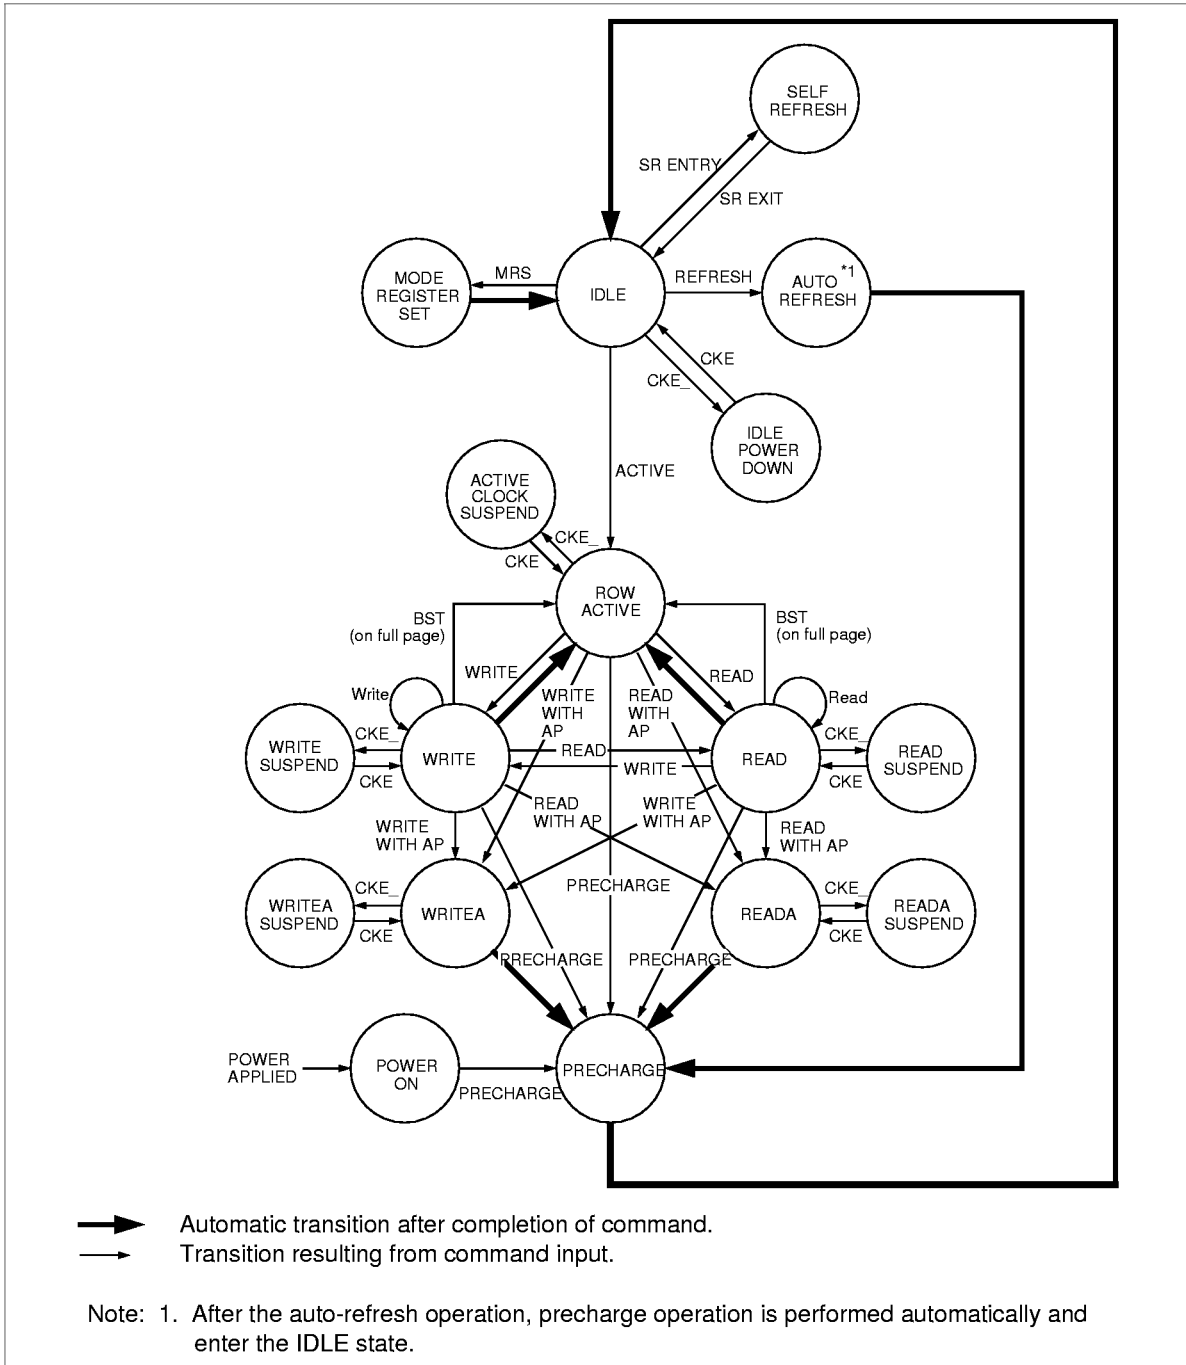 SELF
REFRESH
SR ENTRY
SR EXIT
MODE
REGISTER
SET
MRS
IDLE
REFRESH
AUTO
REFRESH
*1
CKE
CKE_
IDLE
POWER
DOWN
ACTIVE
ACTIVE
CLOCK
SUSPEND
CKE_
CKE
ROW
ACTIVE
BST
(on full page)
BST
(on full page)
WRITE
READ
Write
WRITE
WITH
AP
READ
WITH
AP
Read
WRITE
SUSPEND
CKE_
CKE
WRITE
READ
WRITE
READ
CKE_
CKE
READ
SUSPEND
READ
WITH AP
WRITE
WITH AP
WRITE
WITH AP
READ
WITH AP
PRECHARGE
WRITEA
SUSPEND
CKE_
CKE
WRITEA
READA
CKE_
CKE
READA
SUSPEND
PRECHARGE
PRECHARGE
POWER
APPLIED
POWER
ON
PRECHARGE
PRECHARGE
Automatic transition after completion of command.
Transition resulting from command input.
Note: 1. After the auto-refresh operation, precharge operation is performed automatically and
enter the IDLE state.